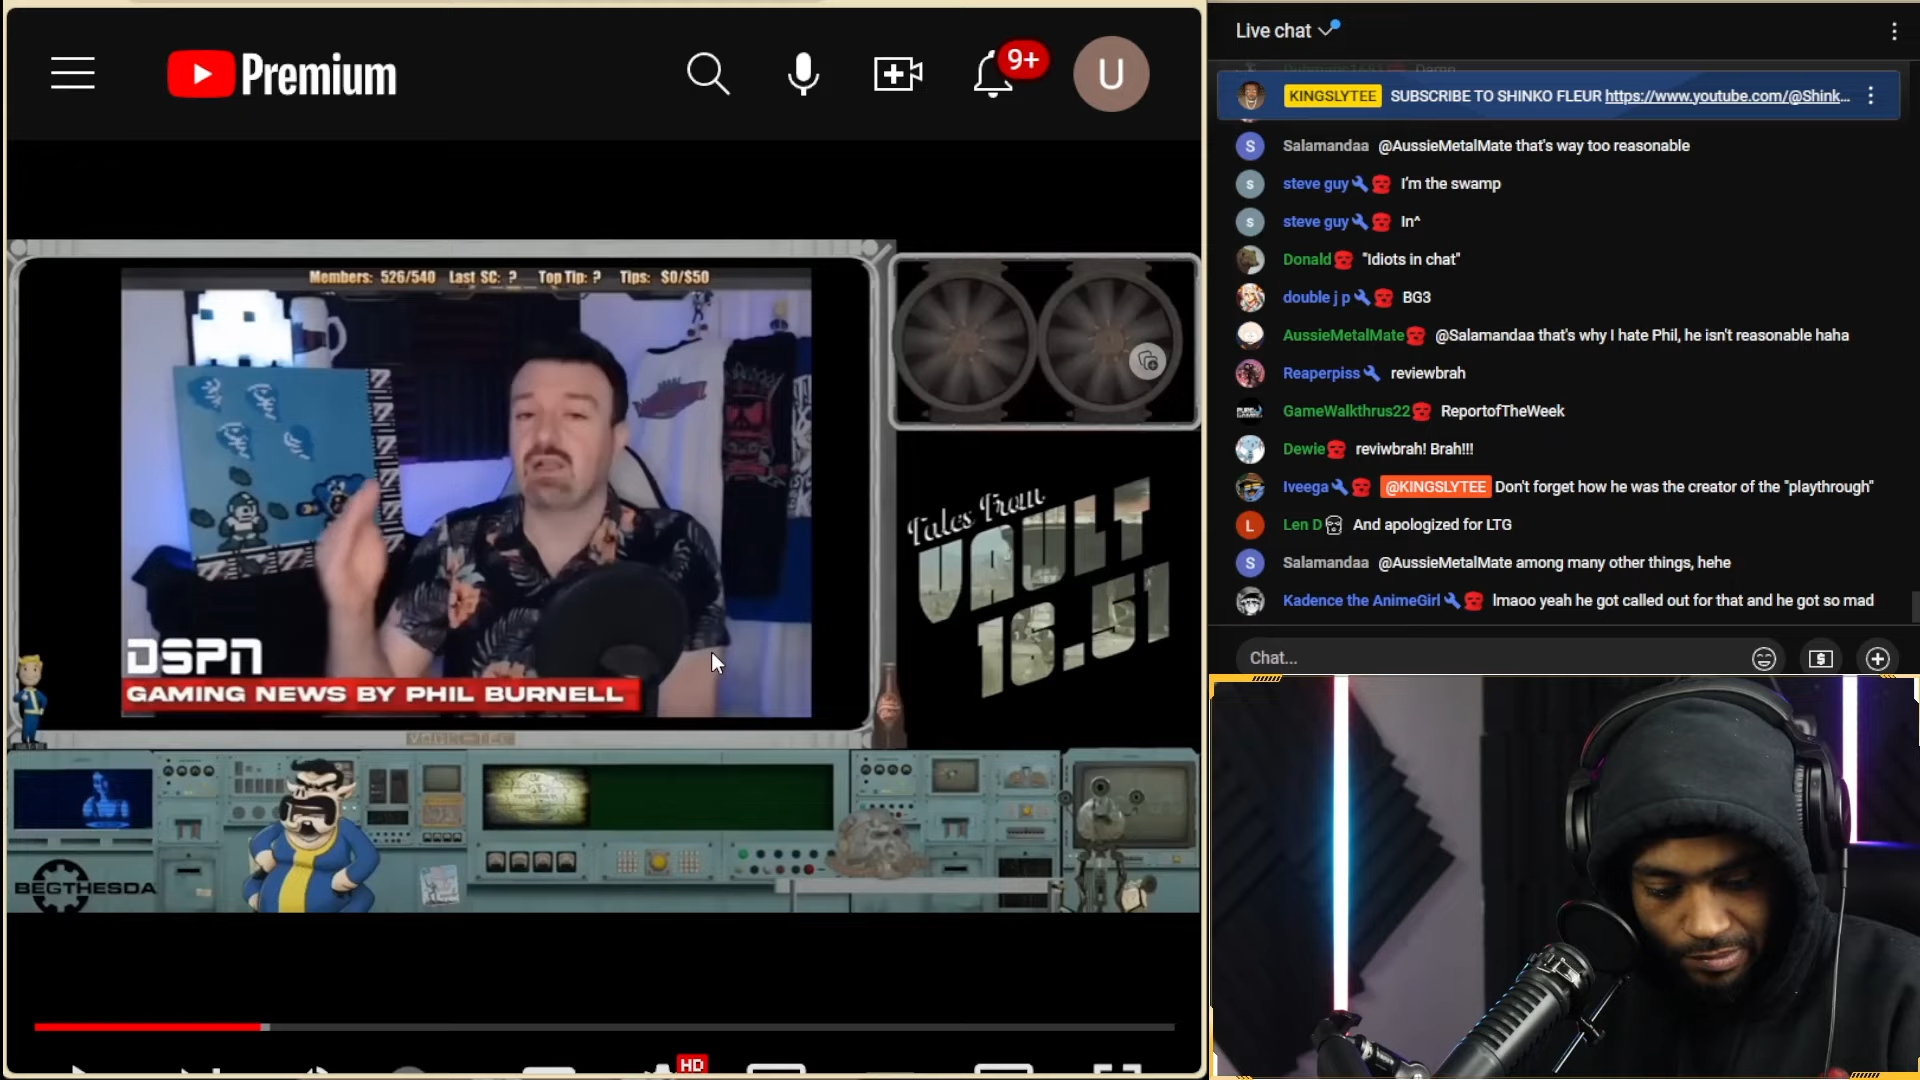 Premium
9+
U
Members: 526/540 Last SC: ? Top Tip: ? Tips: $0/$50
DSPN
GAMING NEWS BY PHIL BURNELL
Tales From
VAULT
16.51
BEGTHESDA
HD
Live chat
KINGSLYTEE SUBSCRIBE TO SHINKO FLEUR https://www.youtube.com/@Shink...
S Salamandaa @AussieMetalMate that's way too reasonable
s steve guy I'm the swamp
s steve guy In^
Donald "Idiots in chat"
double j p BG3
AussieMetalMate @Salamandaa that's why I hate Phil, he isn't reasonable haha
Reaperpiss reviewbrah
GameWalkthrus22 ReportofTheWeek
Dewie reviwbrah! Brah!!!
Iveega @KINGSLYTEE Don't forget how he was the creator of the "playthrough"
L Len D And apologized for LTG
S Salamandaa @AussieMetalMate among many other things, hehe
Kadence the AnimeGirl lmaoo yeah he got called out for that and he got so mad
Chat...